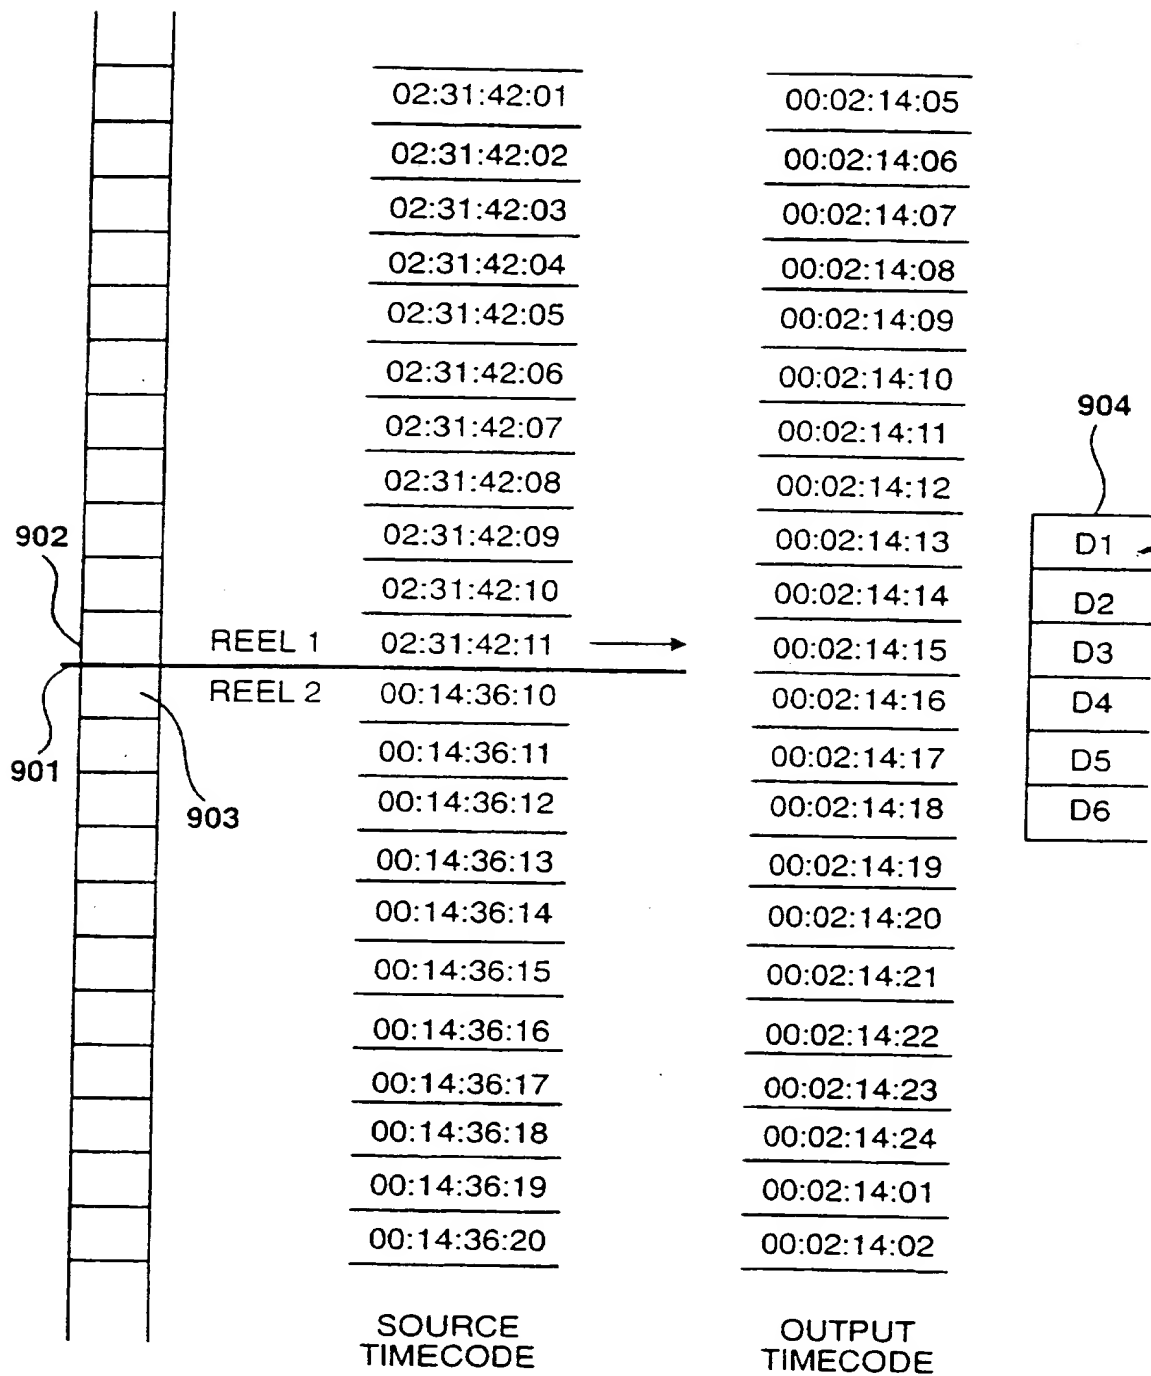 02:31:42:01 00:02:14:05
02:31:42:02 00:02:14:06
02:31:42:03 00:02:14:07
02:31:42:04 00:02:14:08
02:31:42:05 00:02:14:09
02:31:42:06 00:02:14:10
904
02:31:42:07 00:02:14:11
02:31:42:08 00:02:14:12
902 02:31:42:09 00:02:14:13 D1
02:31:42:10 00:02:14:14 D2
REEL 1 02:31:42:11 00:02:14:15 D3
REEL 2 00:14:36:10 00:02:14:16 D4
901 00:14:36:11 00:02:14:17 D5
903 00:14:36:12 00:02:14:18 D6
00:14:36:13 00:02:14:19
00:14:36:14 00:02:14:20
00:14:36:15 00:02:14:21
00:14:36:16 00:02:14:22
00:14:36:17 00:02:14:23
00:14:36:18 00:02:14:24
00:14:36:19 00:02:14:01
00:14:36:20 00:02:14:02
SOURCE OUTPUT
TIMECODE TIMECODE